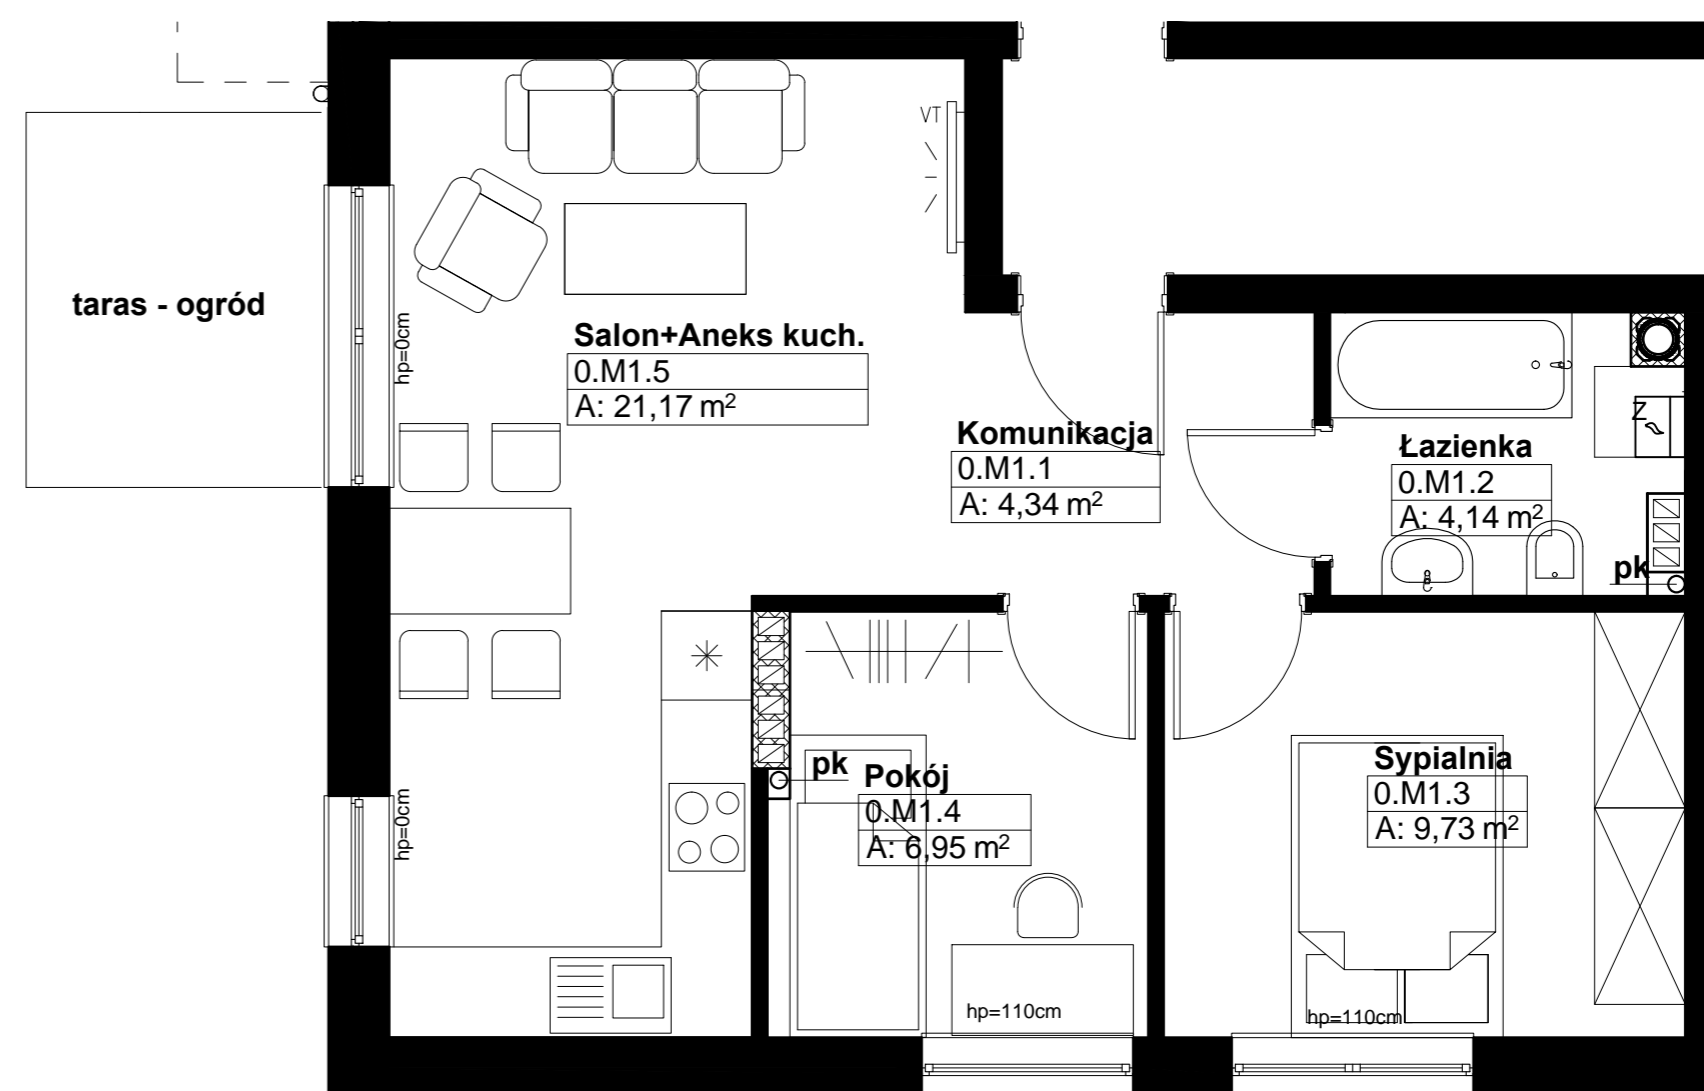 VT
taras - ogród
hp=0cm
Salon+Aneks kuch.
0.M1.5
A: 21,17 m²
Komunikacja
0.M1.1
A: 4,34 m²
Z
Łazienka
0.M1.2
A: 4,14 m²
pk
pk
Pokój
0.M1.4
A: 6,95 m²
Sypialnia
0.M1.3
A: 9,73 m²
hp=0cm
hp=110cm
hp=110cm